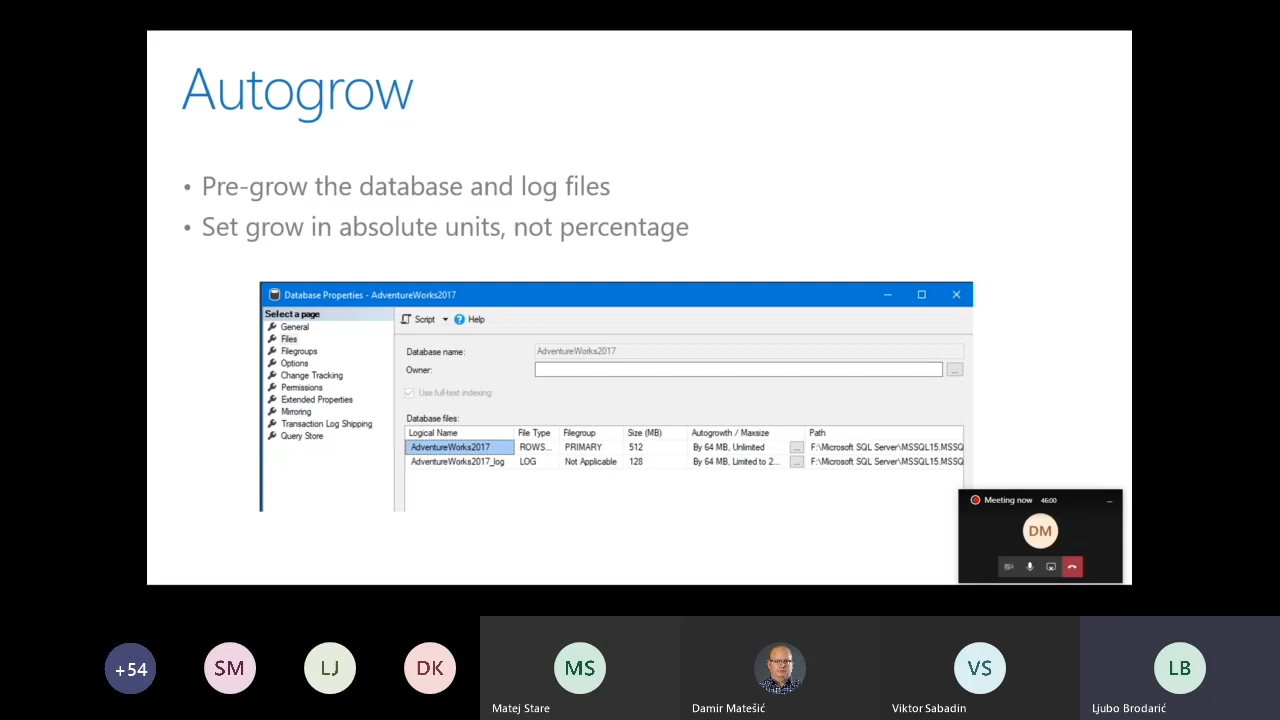 Autogrow
• Pre-grow the database and log files
• Set grow in absolute units, not percentage
Database Properties - AdventureWorks2017
Select a page
General
Files
Filegroups
Options
Change Tracking
Permissions
Extended Properties
Mirroring
Transaction Log Shipping
Query Store
Script Help
Database name: AdventureWorks2017
Owner: ...
Use full-text indexing
Database files:
Logical Name File Type Filegroup Size (MB) Autogrowth / Maxsize Path
AdventureWorks2017 ROWS... PRIMARY 512 By 64 MB, Unlimited ... F:\Microsoft SQL Server\MSSQL15.MSSQ
AdventureWorks2017_log LOG Not Applicable 128 By 64 MB, Limited to 2... ... F:\Microsoft SQL Server\MSSQL15.MSSQ
Meeting now 46:00
DM
+54 SM LJ DK MS VS LB
Matej Stare Damir Matešić Viktor Sabadin Ljubo Brodarić